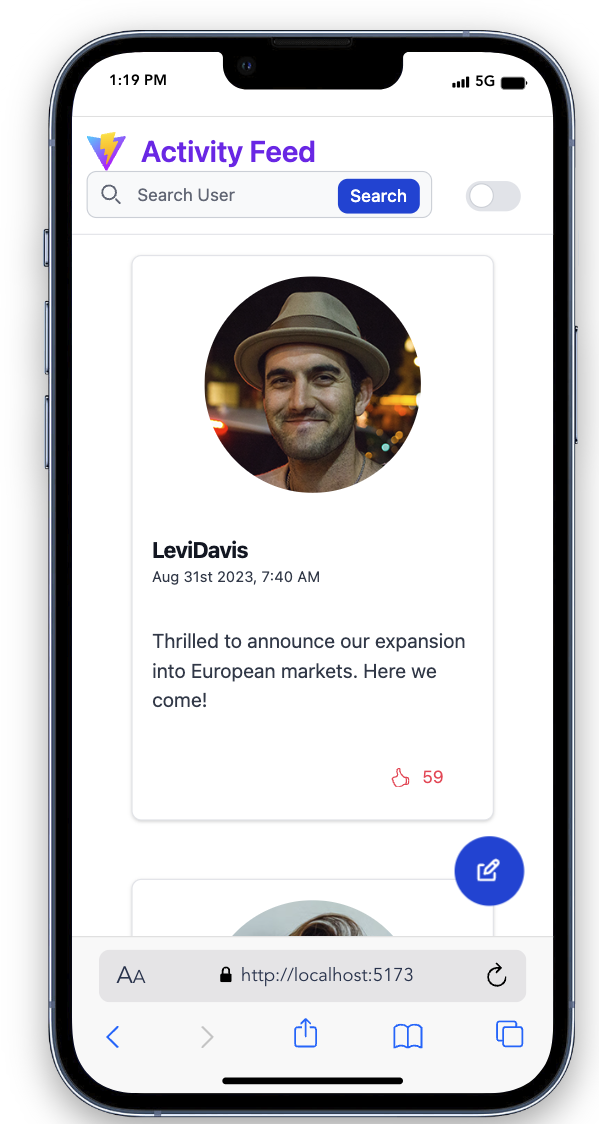 1:19 PM
5G
Activity Feed
Search User
Search
LeviDavis
Aug 31st 2023, 7:40 AM
Thrilled to announce our expansion
into European markets. Here we
come!
59
AA
http://localhost:5173